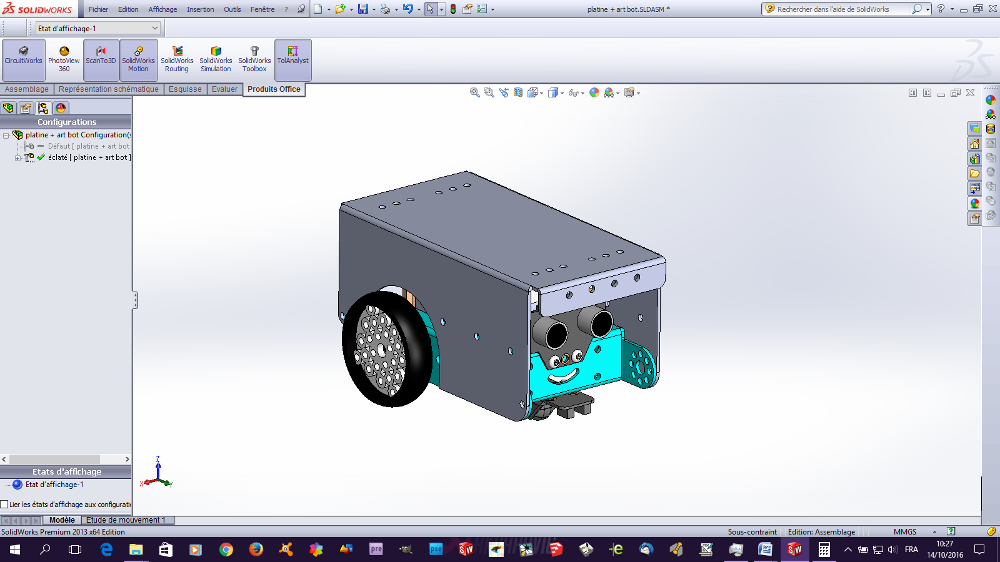 SOLIDWORKS Fichier Edition Affichage Insertion Outils Fenêtre ? platine + art bot.SLDASM * Rechercher dans l'aide de SolidWorks
Etat d'affichage-1
CircuitWorks PhotoView 360 ScanTo3D SolidWorks Motion SolidWorks Routing SolidWorks Simulation SolidWorks Toolbox TolAnalyst
Assemblage Représentation schématique Esquisse Evaluer Produits Office
Configurations
platine + art bot Configuration(s
Défaut [ platine + art bot
éclaté [ platine + art bot ]
Z
X Y
Etats d'affichage
Etat d'affichage-1
Lier les états d'affichage aux configuratio
Modèle Etude de mouvement 1
SolidWorks Premium 2013 x64 Edition Sous-contraint Edition: Assemblage MMGS
pre pse SW FRA 10:27
14/10/2016